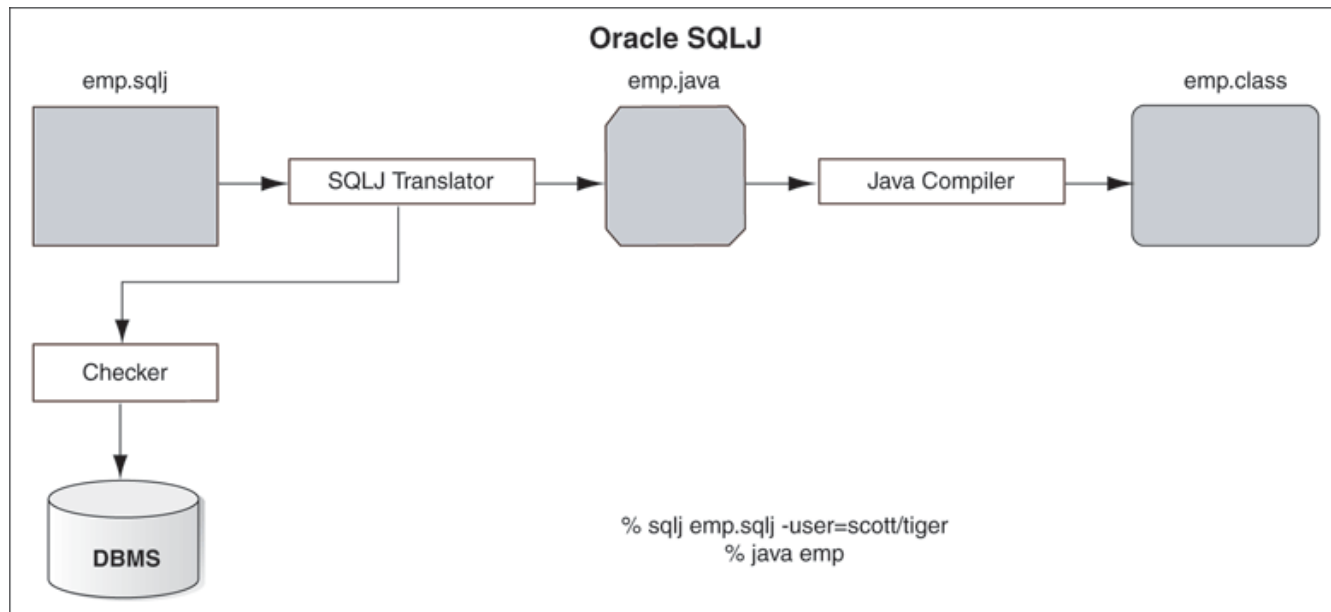 Oracle SQLJ
emp.sqlj
emp.java
emp.class
SQLJ Translator
Java Compiler
Checker
DBMS
% sqlj emp.sqlj -user=scott/tiger
% java emp